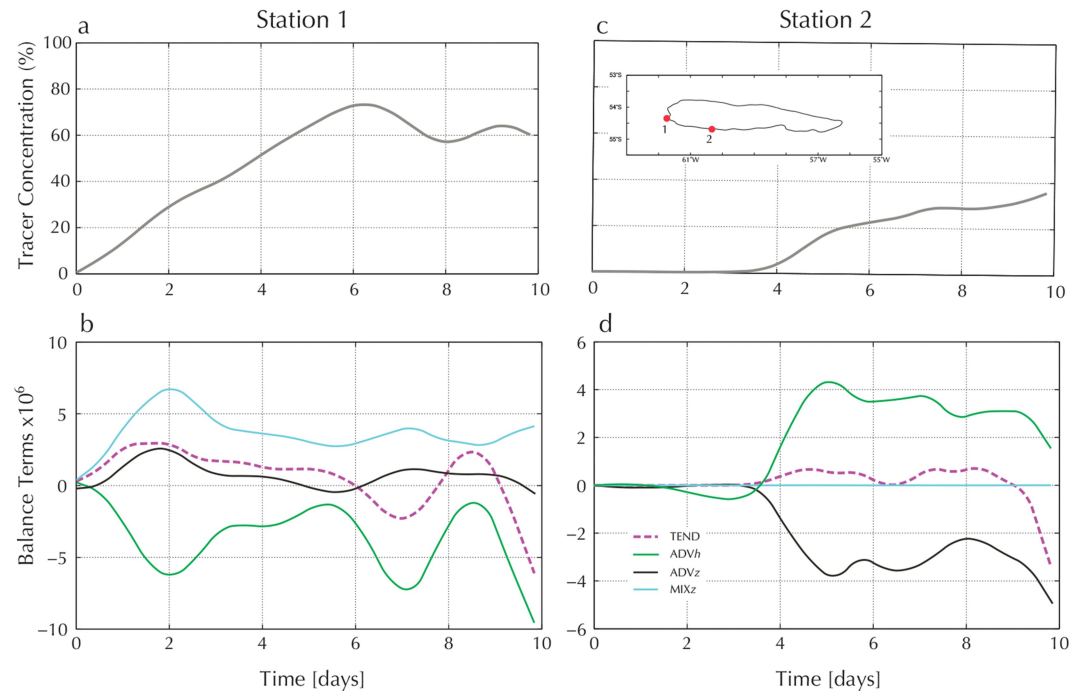 Station 1
Station 2
a
c
Tracer Concentration (%)
100
80
60
40
20
0
0 2 4 6 8 10
53°S
54°S
55°S
1
2
61°W 57°W 55°W
0 2 4 6 8 10
b
d
Balance Terms x10⁶
10
5
0
−5
−10
0 2 4 6 8 10
Time [days]
6
4
2
0
−2
−4
−6
TEND
ADVh
ADVz
MIXz
0 2 4 6 8 10
Time [days]